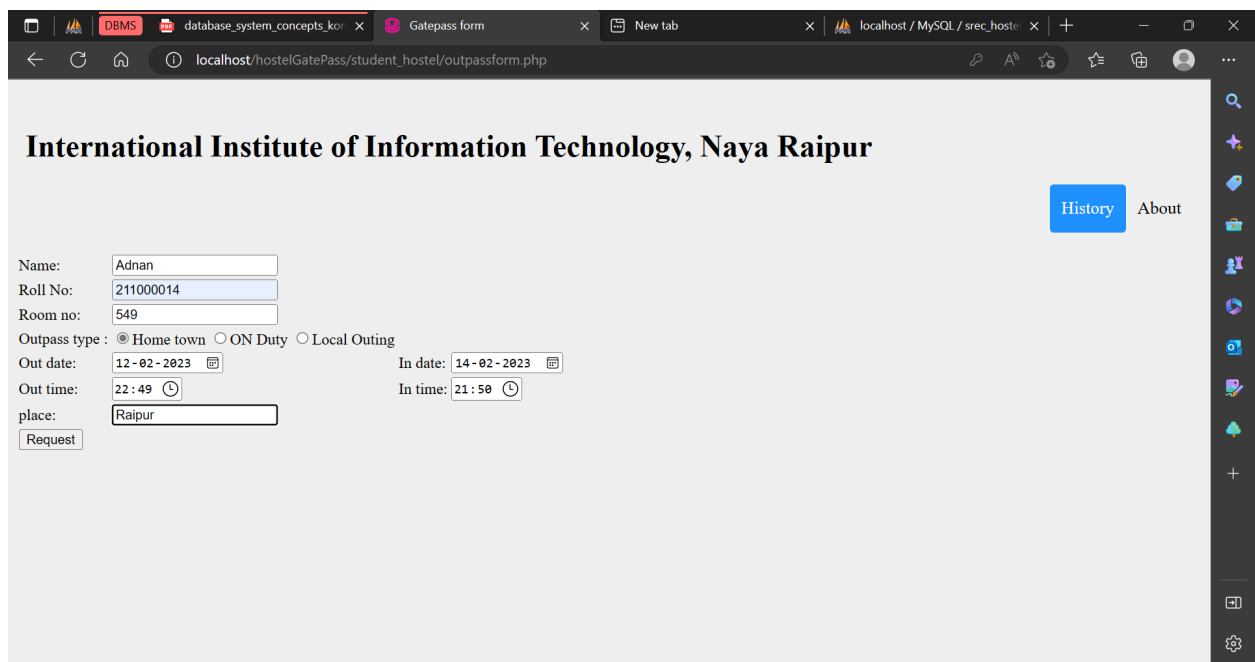 DBMS database_system_concepts_kor Gatepass form New tab localhost / MySQL / srec_hostel
localhost/hostelGatePass/student_hostel/outpassform.php
International Institute of Information Technology, Naya Raipur
History About
Name: Adnan
Roll No: 211000014
Room no: 549
Outpass type : Home town ON Duty Local Outing
Out date: 12-02-2023 In date: 14-02-2023
Out time: 22:49 In time: 21:50
place: Raipur
Request